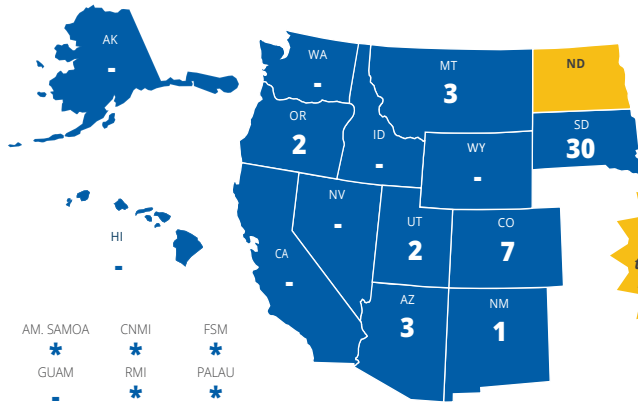 AK
-
WA
-
MT
3
ND
OR
2
ID
-
WY
-
SD
30
NV
-
UT
2
CO
7
HI
-
CA
-
AZ
3
NM
1
AM. SAMOA CNMI FSM
* * *
GUAM RMI PALAU
- * *